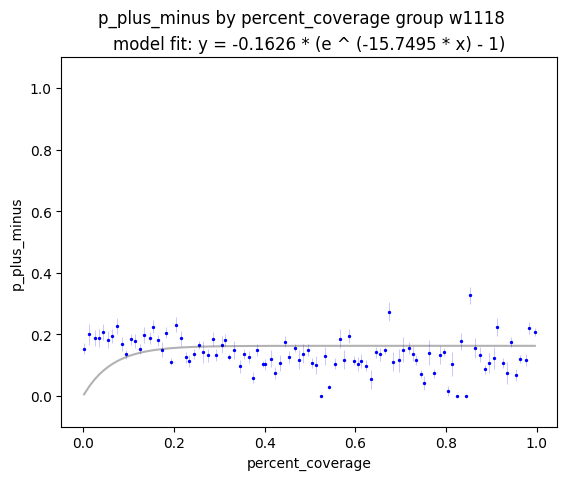 p_plus_minus by percent_coverage group w1118
model fit: y = -0.1626 * (e ^ (-15.7495 * x) - 1)
1.0
0.8
0.6
0.4
0.2
0.0
p_plus_minus
0.0 0.2 0.4 0.6 0.8 1.0
percent_coverage